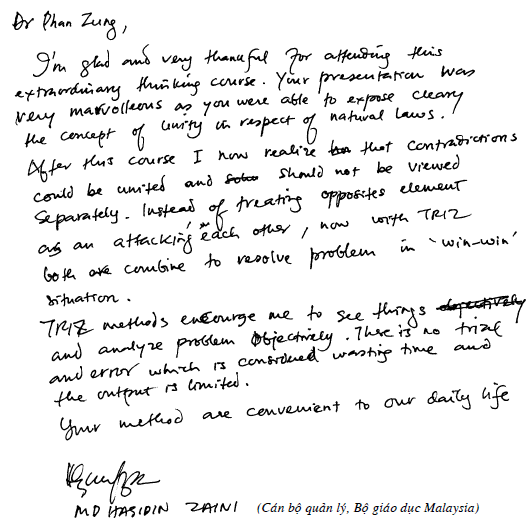 Dr Phan Zung,
I'm glad and very thankful for attending this
extraordinary thinking course. Your presentation was
very marvolleous as you were able to expose cleary
the concept of unity in respect of natural laws.
After this course I now realize that contradictions
could be united and should not be viewed
separately. Instead of treating opposites element
as an attacking each other, now with TRIZ
both are combine to resolve problem in 'win-win'
situation.
TRIZ methods encourge me to see things objectively
and analyze problem objectively. There is no trial
and error which is considered wasting time and
the output is limited.
Your method are convenient to our daily life
MD HASIDIN ZAINI (Cán bộ quản lý, Bộ giáo dục Malaysia)